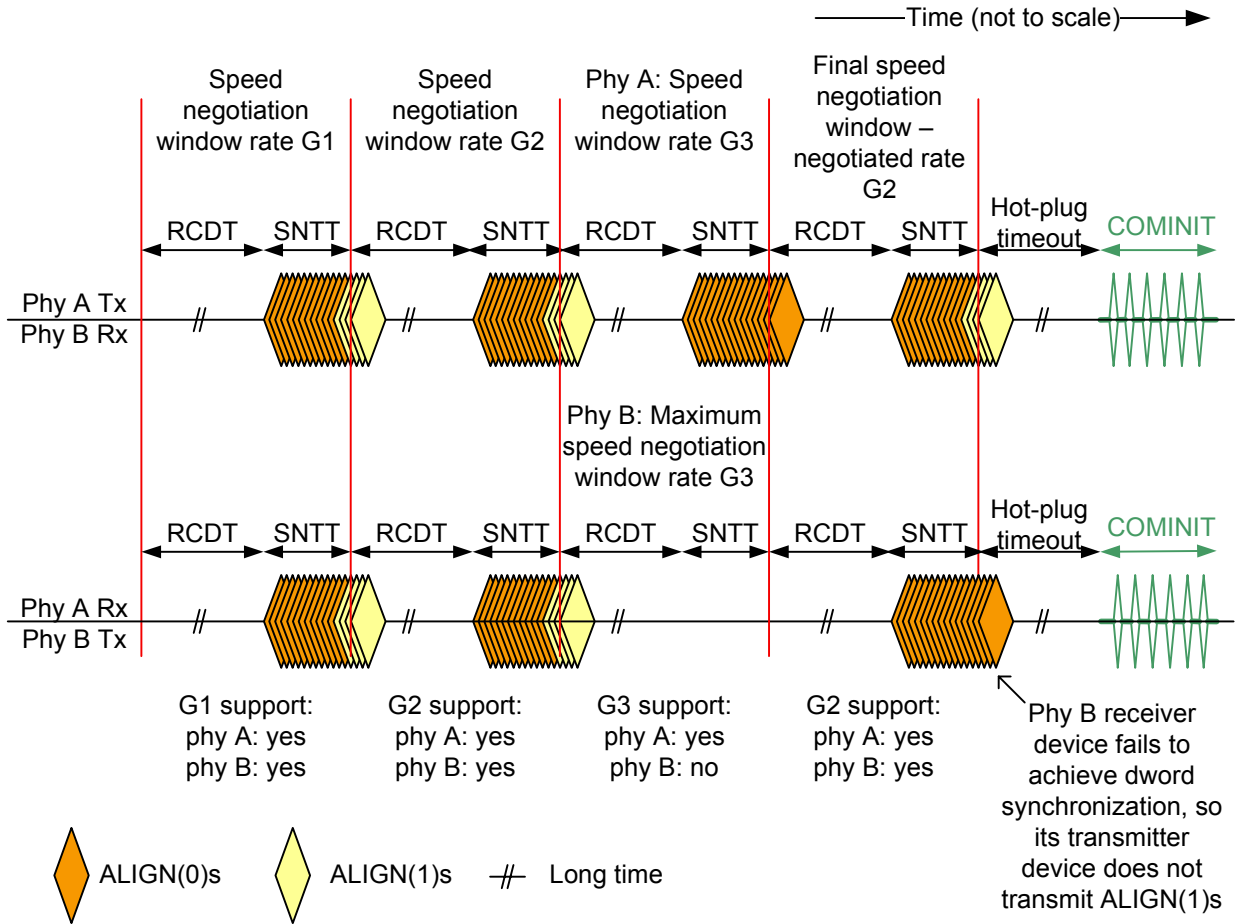 Time (not to scale)
Speed
negotiation
window rate G1
Speed
negotiation
window rate G2
Phy A: Speed
negotiation
window rate G3
Final speed
negotiation
window –
negotiated rate
G2
RCDT
SNTT
RCDT
SNTT
RCDT
SNTT
RCDT
SNTT
Hot-plug
timeout
COMINIT
Phy A Tx
Phy B Rx
Phy B: Maximum
speed negotiation
window rate G3
RCDT
SNTT
RCDT
SNTT
RCDT
SNTT
RCDT
SNTT
Hot-plug
timeout
COMINIT
Phy A Rx
Phy B Tx
G1 support:
phy A: yes
phy B: yes
G2 support:
phy A: yes
phy B: yes
G3 support:
phy A: yes
phy B: no
G2 support:
phy A: yes
phy B: yes
Phy B receiver
device fails to
achieve dword
synchronization, so
its transmitter
device does not
transmit ALIGN(1)s
ALIGN(0)s
ALIGN(1)s
Long time